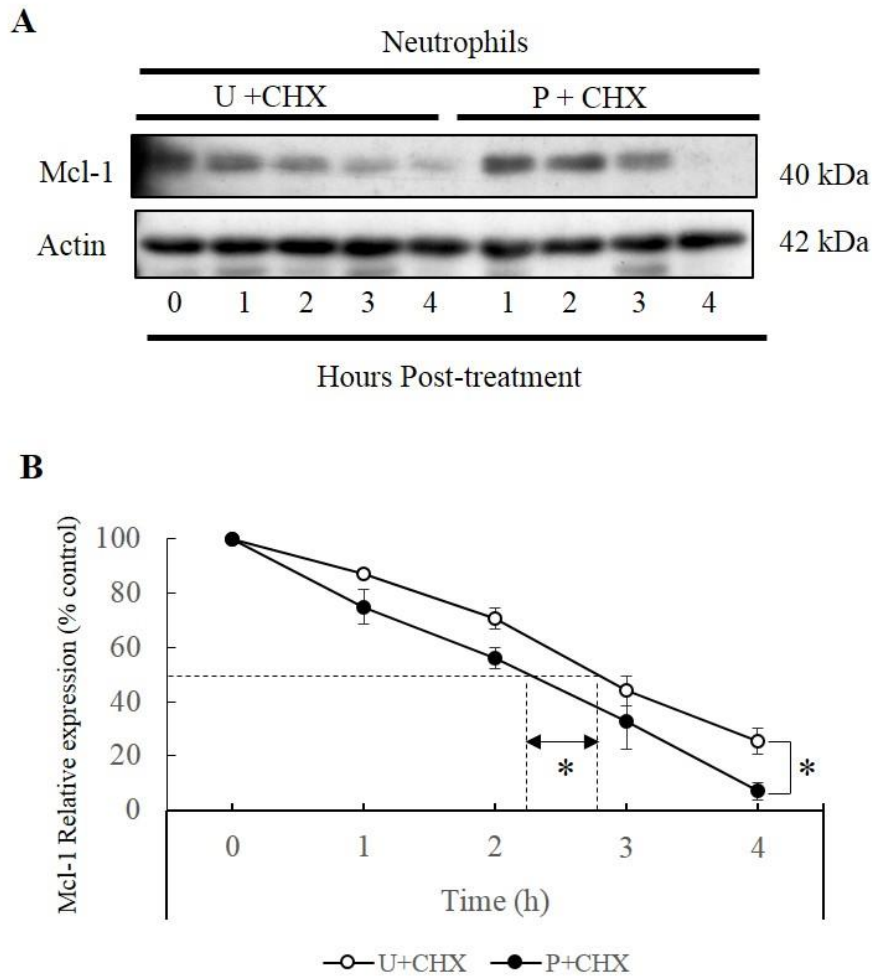 A
Neutrophils
U +CHX P + CHX
Mcl-1 40 kDa
Actin 42 kDa
0 1 2 3 4 1 2 3 4
Hours Post-treatment
B
Mcl-1 Relative expression (% control)
100
80
60
40
20
0
* *
0 1 2 3 4
Time (h)
U+CHX P+CHX